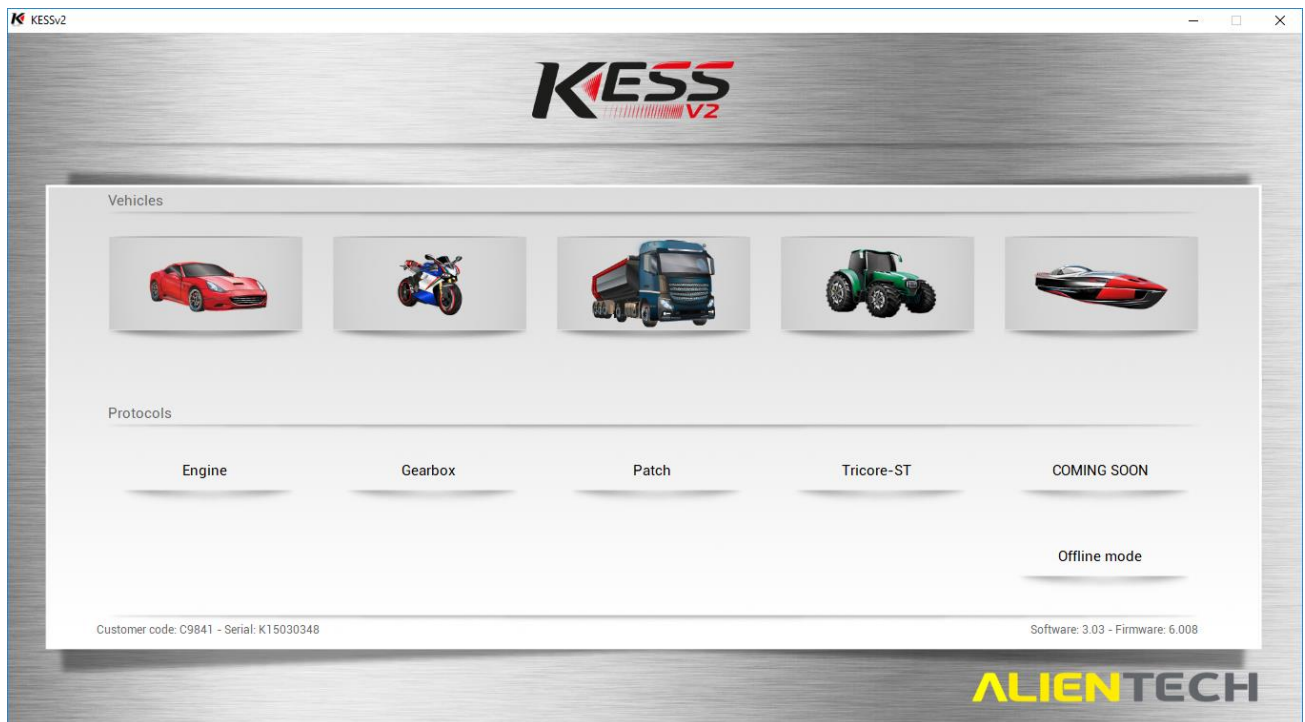 KESSv2
KESS
V2
Vehicles
Protocols
Engine Gearbox Patch Tricore-ST COMING SOON
Offline mode
Customer code: C9841 - Serial: K15030348 Software: 3.03 - Firmware: 6.008
ALIENTECH